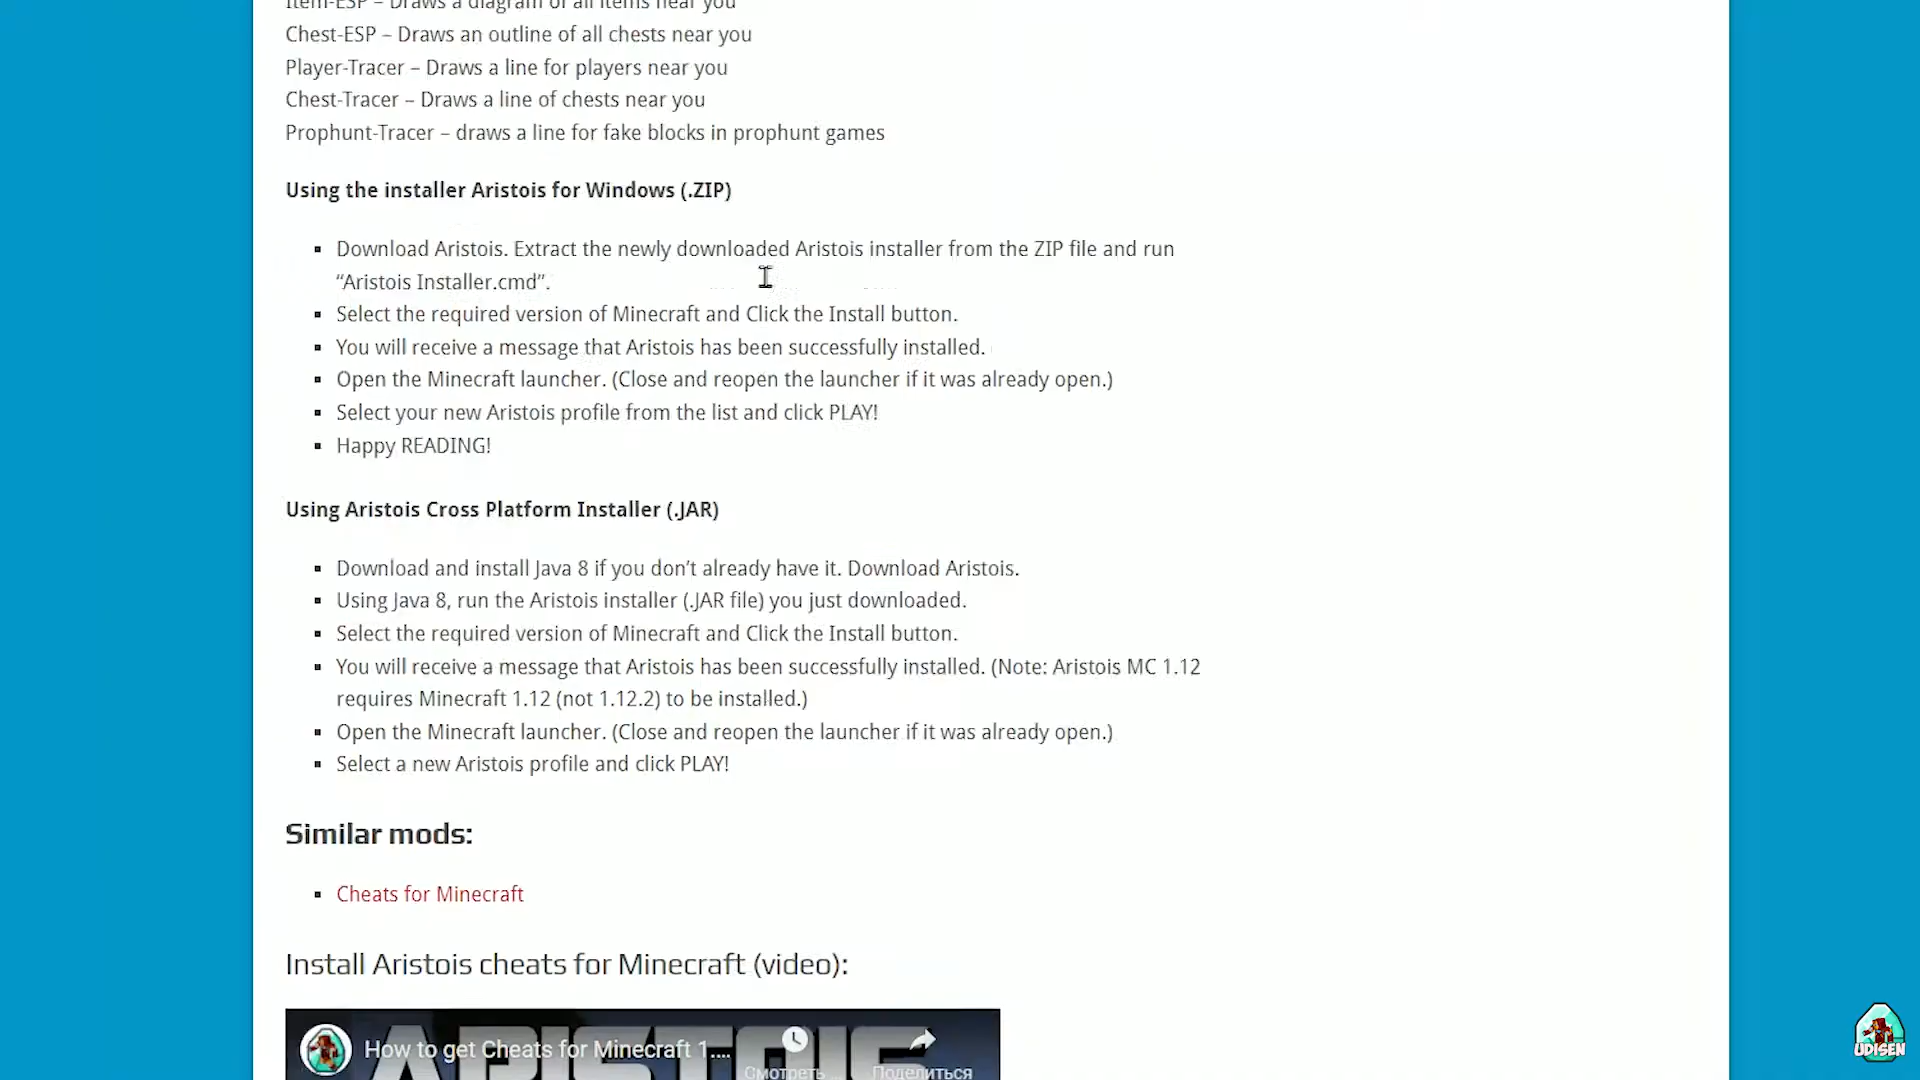 Item-ESP – Draws a diagram of all items near you
Chest-ESP – Draws an outline of all chests near you
Player-Tracer – Draws a line for players near you
Chest-Tracer – Draws a line of chests near you
Prophunt-Tracer – draws a line for fake blocks in prophunt games
Using the installer Aristois for Windows (.ZIP)
Download Aristois. Extract the newly downloaded Aristois installer from the ZIP file and run
“Aristois Installer.cmd”.
Select the required version of Minecraft and Click the Install button.
You will receive a message that Aristois has been successfully installed.
Open the Minecraft launcher. (Close and reopen the launcher if it was already open.)
Select your new Aristois profile from the list and click PLAY!
Happy READING!
Using Aristois Cross Platform Installer (.JAR)
Download and install Java 8 if you don’t already have it. Download Aristois.
Using Java 8, run the Aristois installer (.JAR file) you just downloaded.
Select the required version of Minecraft and Click the Install button.
You will receive a message that Aristois has been successfully installed. (Note: Aristois MC 1.12
requires Minecraft 1.12 (not 1.12.2) to be installed.)
Open the Minecraft launcher. (Close and reopen the launcher if it was already open.)
Select a new Aristois profile and click PLAY!
Similar mods:
Cheats for Minecraft
Install Aristois cheats for Minecraft (video):
ARISTOIS
How to get Cheats for Minecraft 1....
Смотреть ... Поделиться
UDISEN